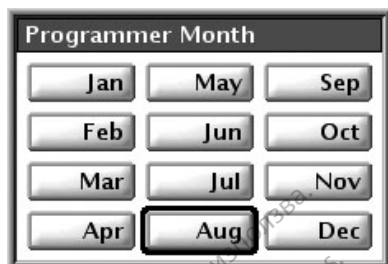 Programmer Month
Jan May Sep
Feb Jun Oct
Mar Jul Nov
Apr Aug Dec